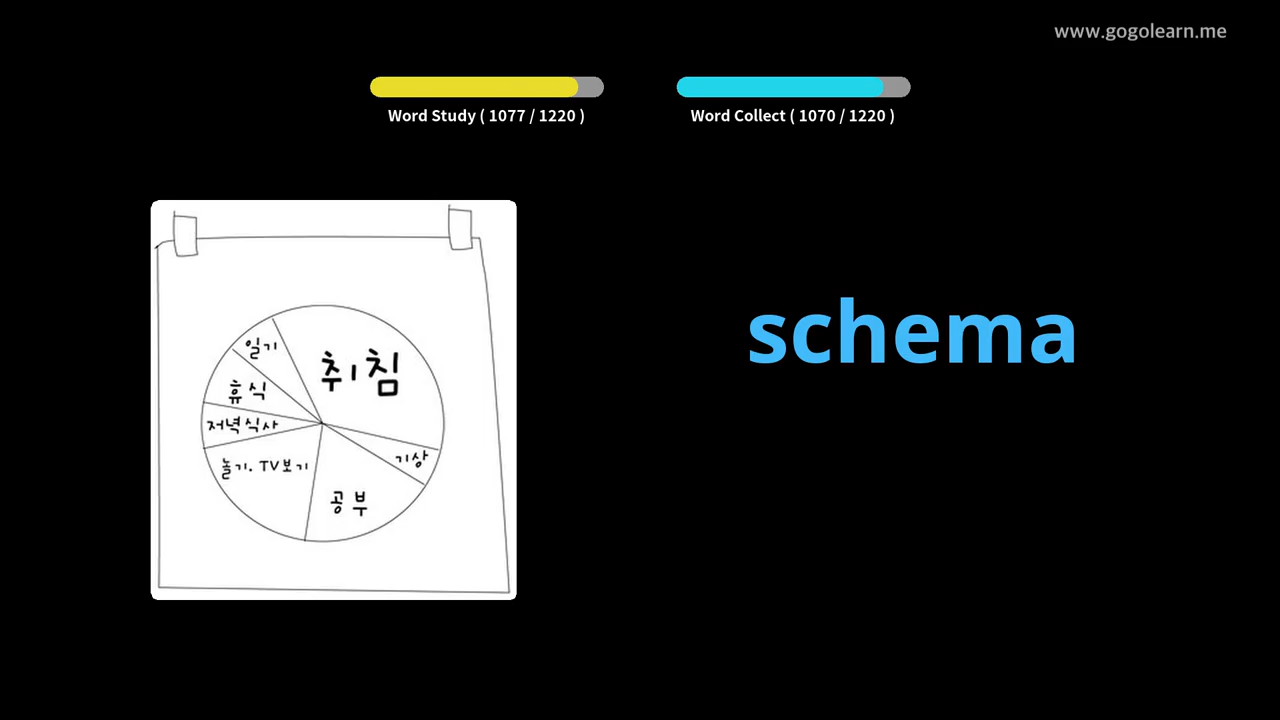 www.gogolearn.me
Word Study ( 1077 / 1220 )
Word Collect ( 1070 / 1220 )
일기
취침
휴식
저녁식사
기상
놀기. TV보기
공부
schema